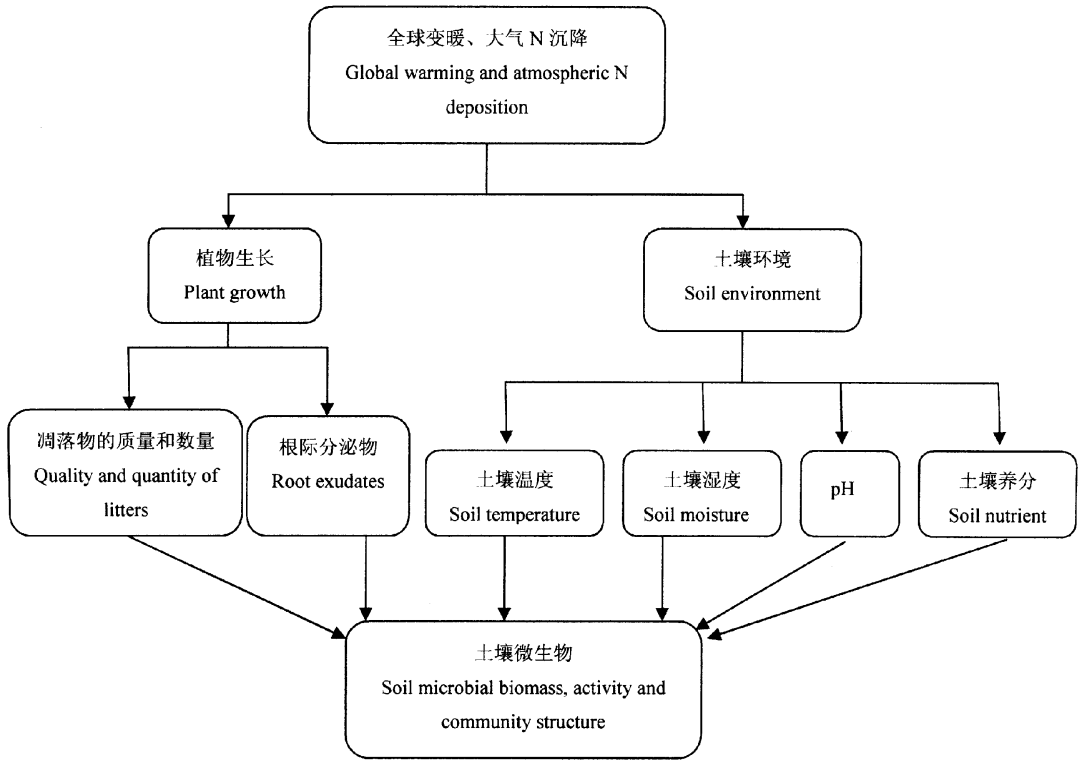 全球变暖、大气 N 沉降
Global warming and atmospheric N
deposition
植物生长
Plant growth
土壤环境
Soil environment
凋落物的质量和数量
Quality and quantity of
litters
根际分泌物
Root exudates
土壤温度
Soil temperature
土壤湿度
Soil moisture
pH
土壤养分
Soil nutrient
土壤微生物
Soil microbial biomass, activity and
community structure